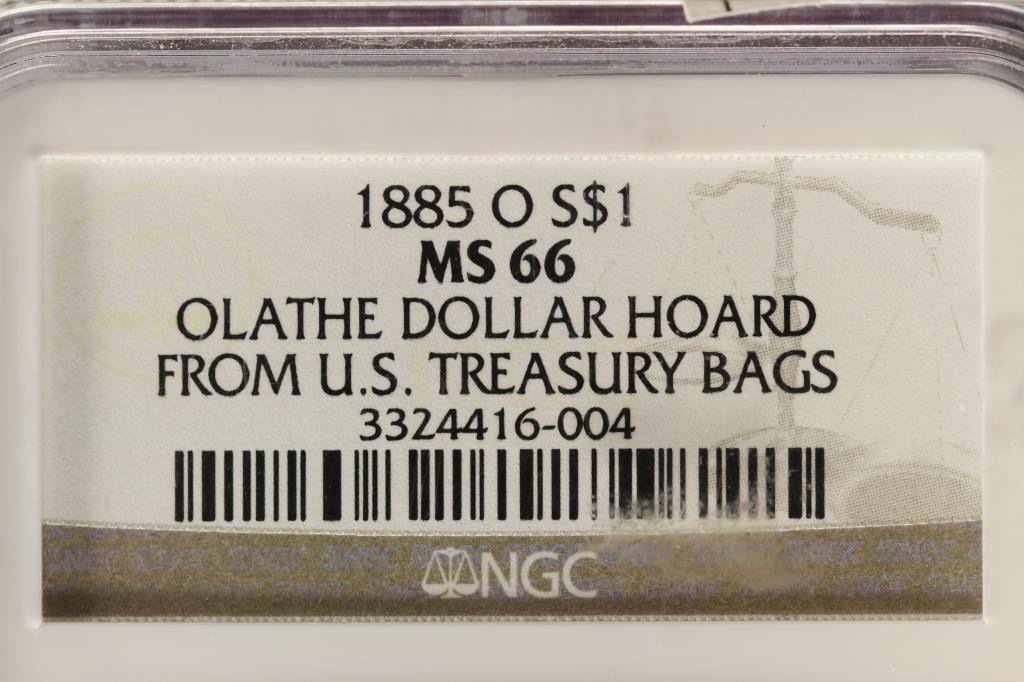 1885 O S$1
MS 66
OLATHE DOLLAR HOARD
FROM U.S. TREASURY BAGS
3324416-004
NGC